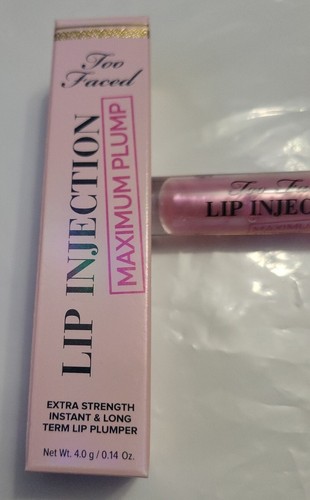 Too
Faced
LIP INJECTION
MAXIMUM PLUMP
EXTRA STRENGTH
INSTANT & LONG
TERM LIP PLUMPER
Net Wt. 4.0 g / 0.14 Oz.
Too
LIP INJEC